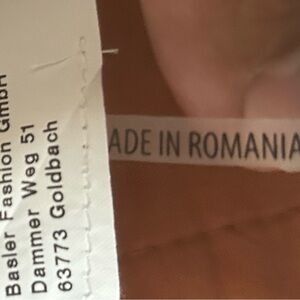 Basler Fashion GmbH
Dammer Weg 51
63773 Goldbach
ADE IN ROMANIA